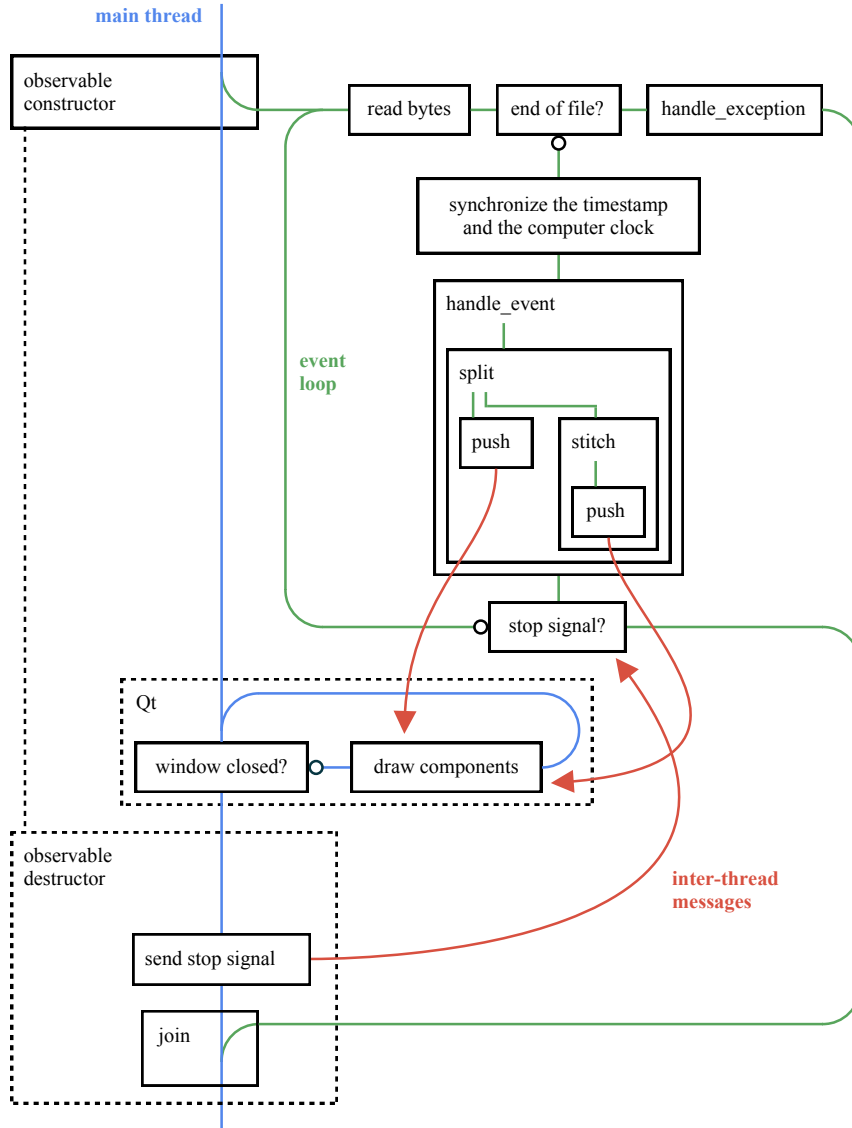 main thread
observable
constructor
read bytes
end of file?
handle_exception
synchronize the timestamp
and the computer clock
handle_event
event
loop
split
push
stitch
push
stop signal?
Qt
window closed?
draw components
observable
destructor
inter-thread
messages
send stop signal
join